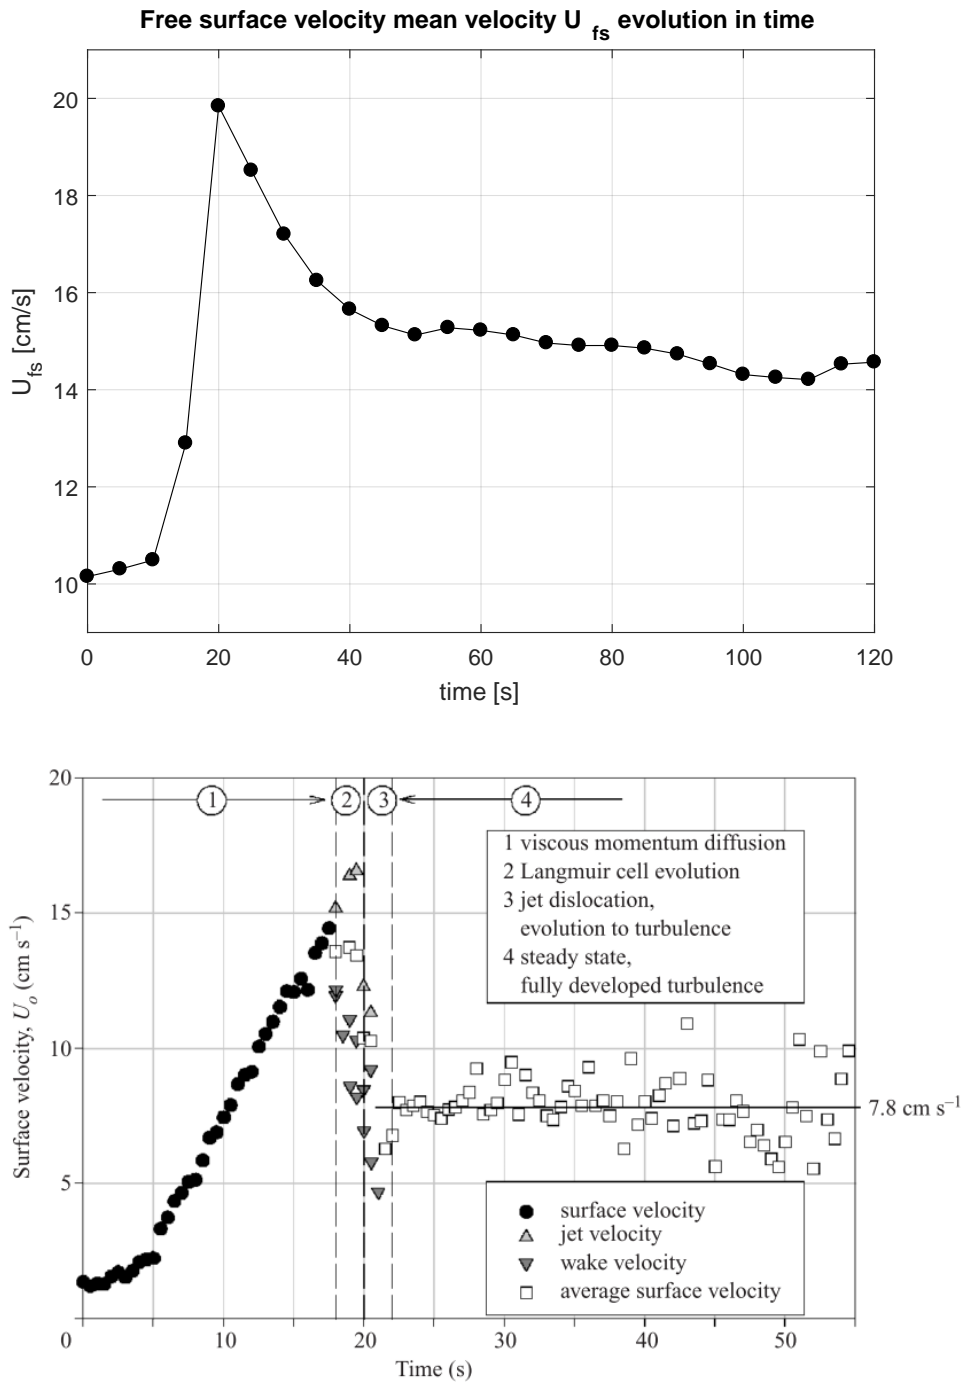 Free surface velocity mean velocity U fs evolution in time
20
18
16
14
12
10
U fs [cm/s]
0 20 40 60 80 100 120
time [s]
20
15
10
5
0 10 20 30 40 50
Surface velocity, U o (cm s⁻¹)
1 2 3 4
1 viscous momentum diffusion
2 Langmuir cell evolution
3 jet dislocation,
evolution to turbulence
4 steady state,
fully developed turbulence
7.8 cm s⁻¹
surface velocity
jet velocity
wake velocity
average surface velocity
Time (s)